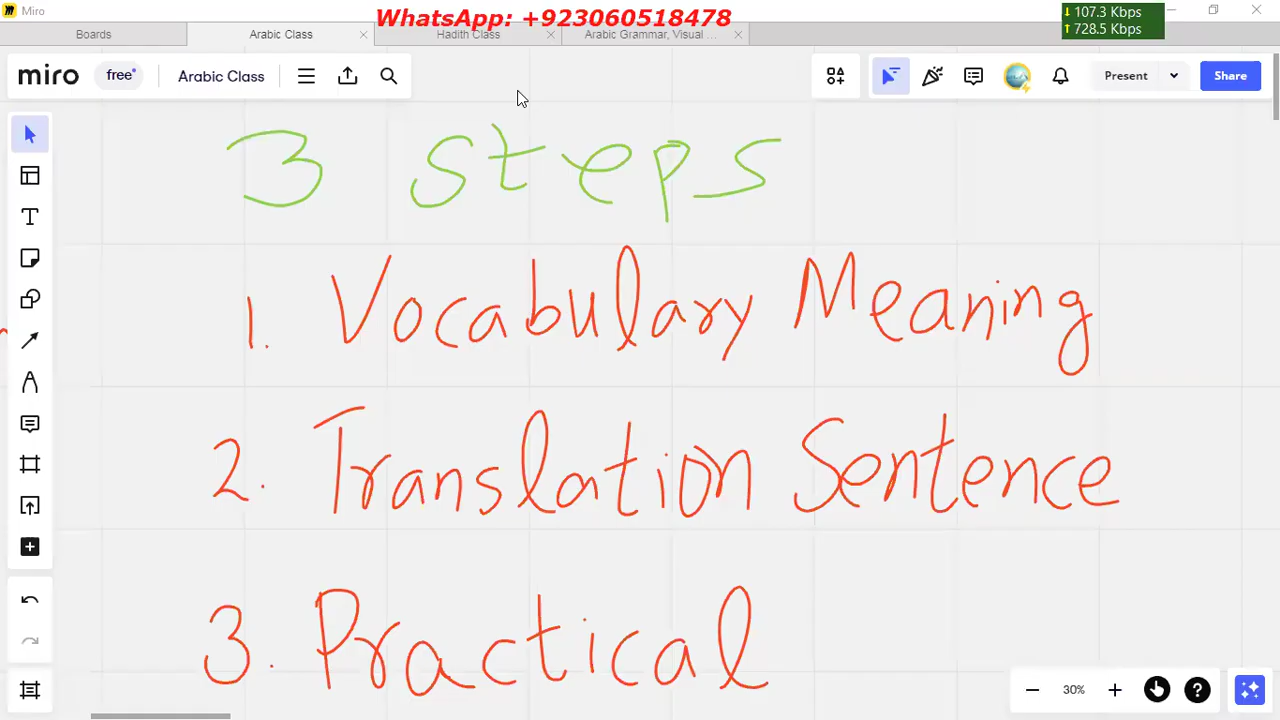 Miro
WhatsApp: +923060518478
↓ 107.3 Kbps
↑ 728.5 Kbps
Boards
Arabic Class
Hadith Class
Arabic Grammar, Visual ...
miro
free
Arabic Class
Present
Share
3 steps
1. Vocabulary Meaning
2. Translation Sentence
3. Practical
30%